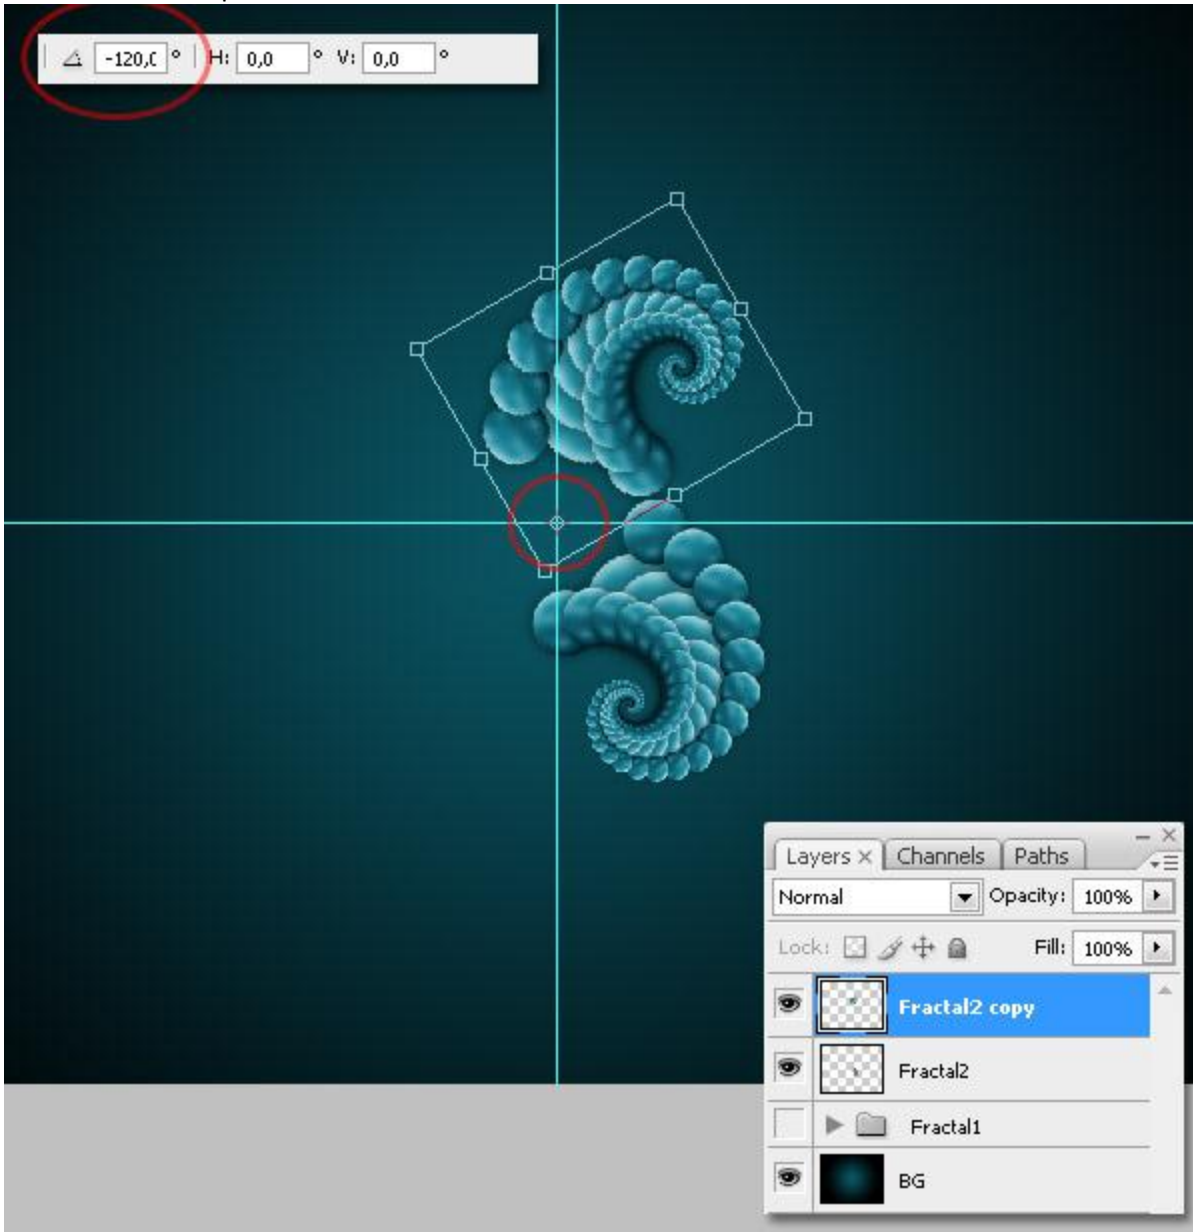 -120,0 ° H: 0,0 ° V: 0,0 °
Layers × Channels Paths
Normal Opacity: 100%
Lock: Fill: 100%
Fractal2 copy
Fractal2
Fractal1
BG